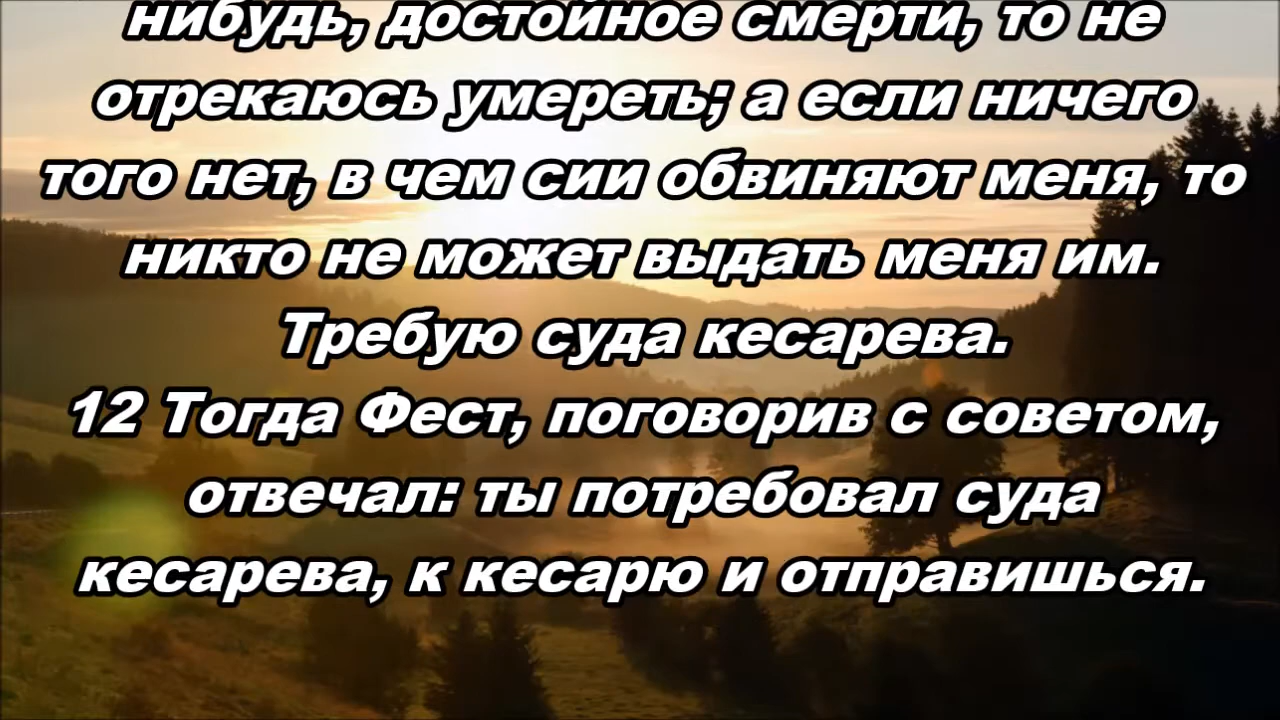 нибудь, достойное смерти, то не
отрекаюсь умереть; а если ничего
того нет, в чем сии обвиняют меня, то
никто не может выдать меня им.
Требую суда кесарева.
12 Тогда Фест, поговорив с советом,
отвечал: ты потребовал суда
кесарева, к кесарю и отправишься.